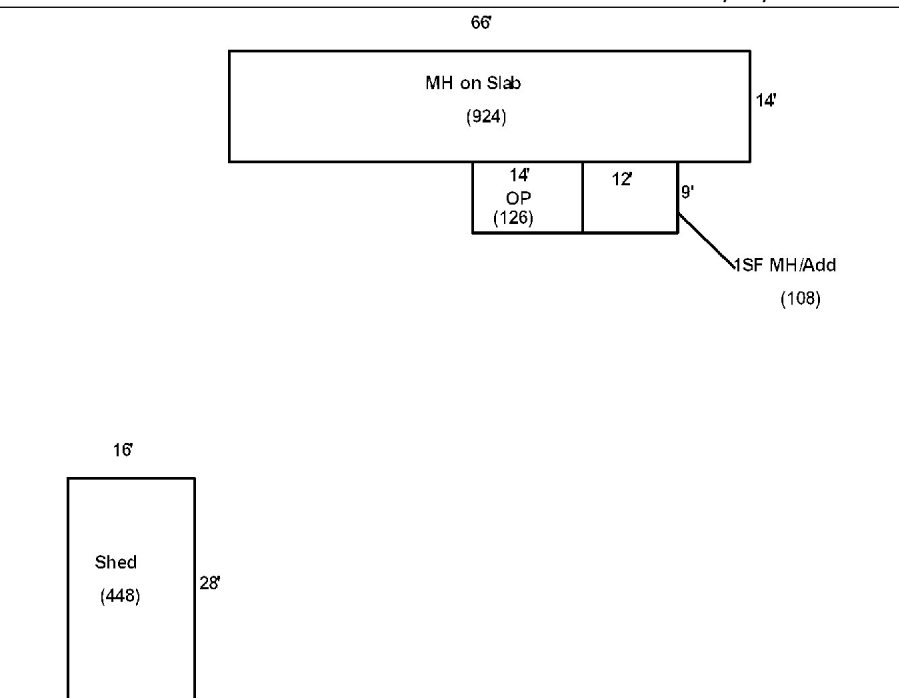 66'
MH on Slab
(924)
14'
14'
OP
(126)
12'
9'
1SF MH/Add
(108)
16'
Shed
(448)
28'